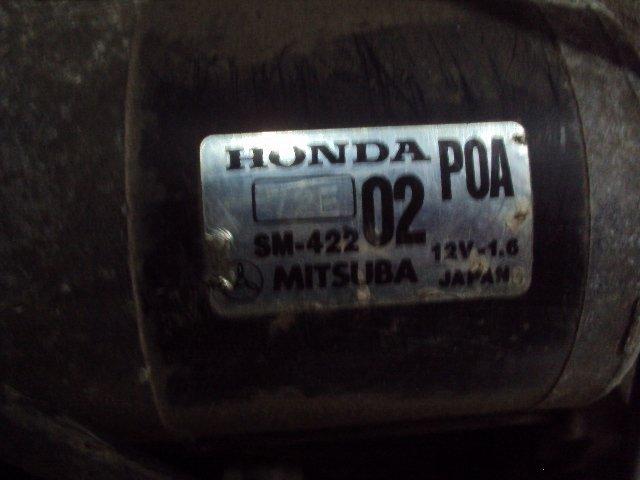 HONDA POA
02
SM-422 12V-1.6
MITSUBA JAPAN